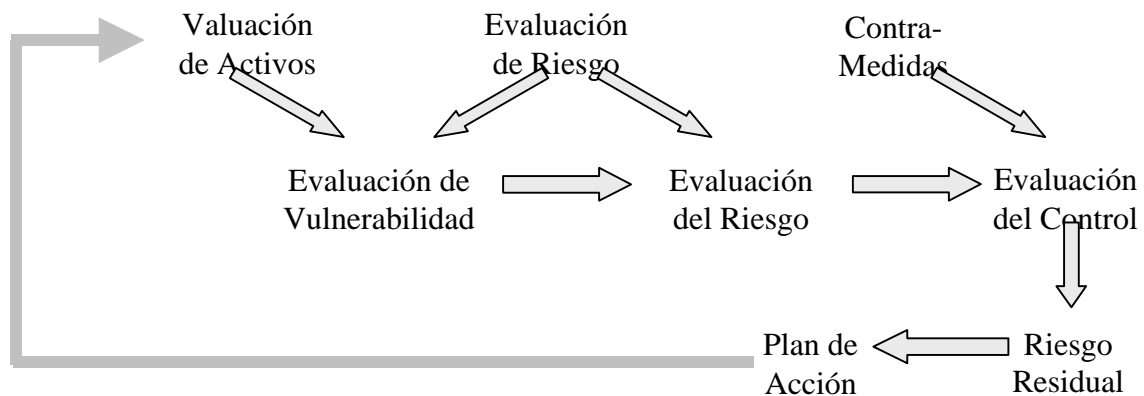 Valuación
de Activos
Evaluación
de Riesgo
Contra-
Medidas
Evaluación de
Vulnerabilidad
Evaluación
del Riesgo
Evaluación
del Control
Plan de
Acción
Riesgo
Residual